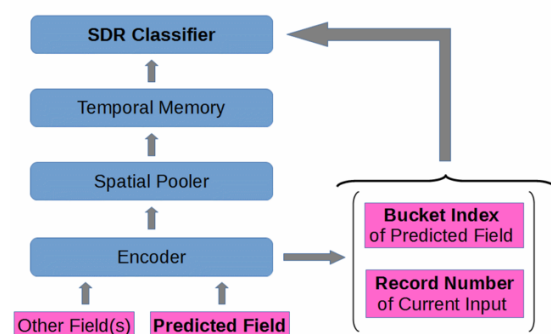 SDR Classifier
Temporal Memory
Spatial Pooler
Bucket Index
of Predicted Field
Encoder
Record Number
of Current Input
Other Field(s)
Predicted Field